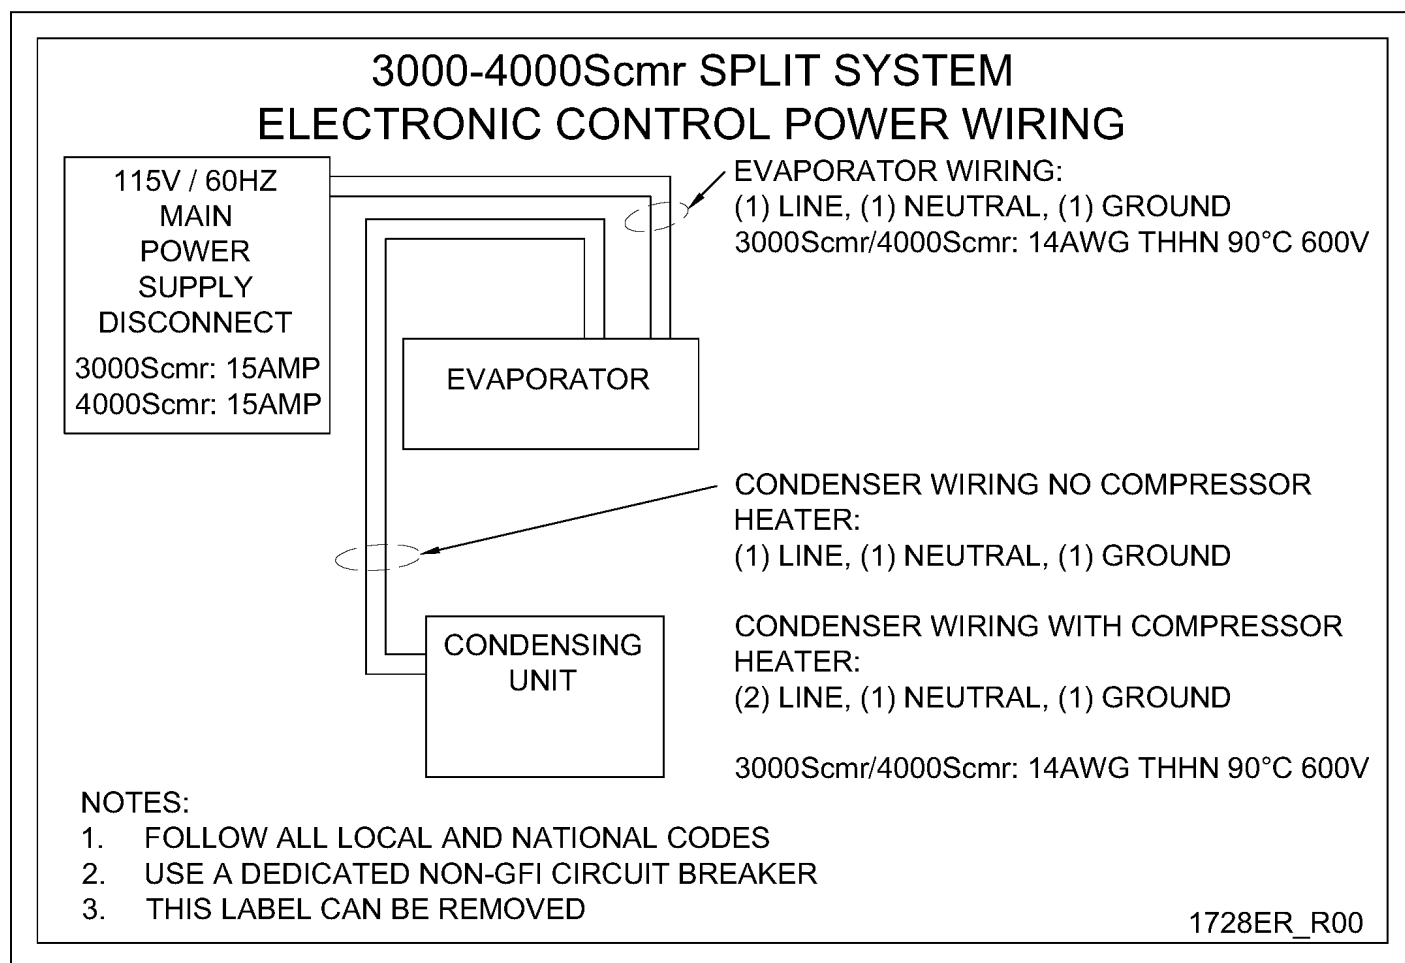 3000-4000Scmr SPLIT SYSTEM
ELECTRONIC CONTROL POWER WIRING
115V / 60HZ
MAIN
POWER
SUPPLY
DISCONNECT
3000Scmr: 15AMP
4000Scmr: 15AMP
EVAPORATOR WIRING:
(1) LINE, (1) NEUTRAL, (1) GROUND
3000Scmr/4000Scmr: 14AWG THHN 90°C 600V
EVAPORATOR
CONDENSER WIRING NO COMPRESSOR
HEATER:
(1) LINE, (1) NEUTRAL, (1) GROUND
CONDENSING
UNIT
CONDENSER WIRING WITH COMPRESSOR
HEATER:
(2) LINE, (1) NEUTRAL, (1) GROUND
3000Scmr/4000Scmr: 14AWG THHN 90°C 600V
NOTES:
1. FOLLOW ALL LOCAL AND NATIONAL CODES
2. USE A DEDICATED NON-GFI CIRCUIT BREAKER
3. THIS LABEL CAN BE REMOVED
1728ER_R00